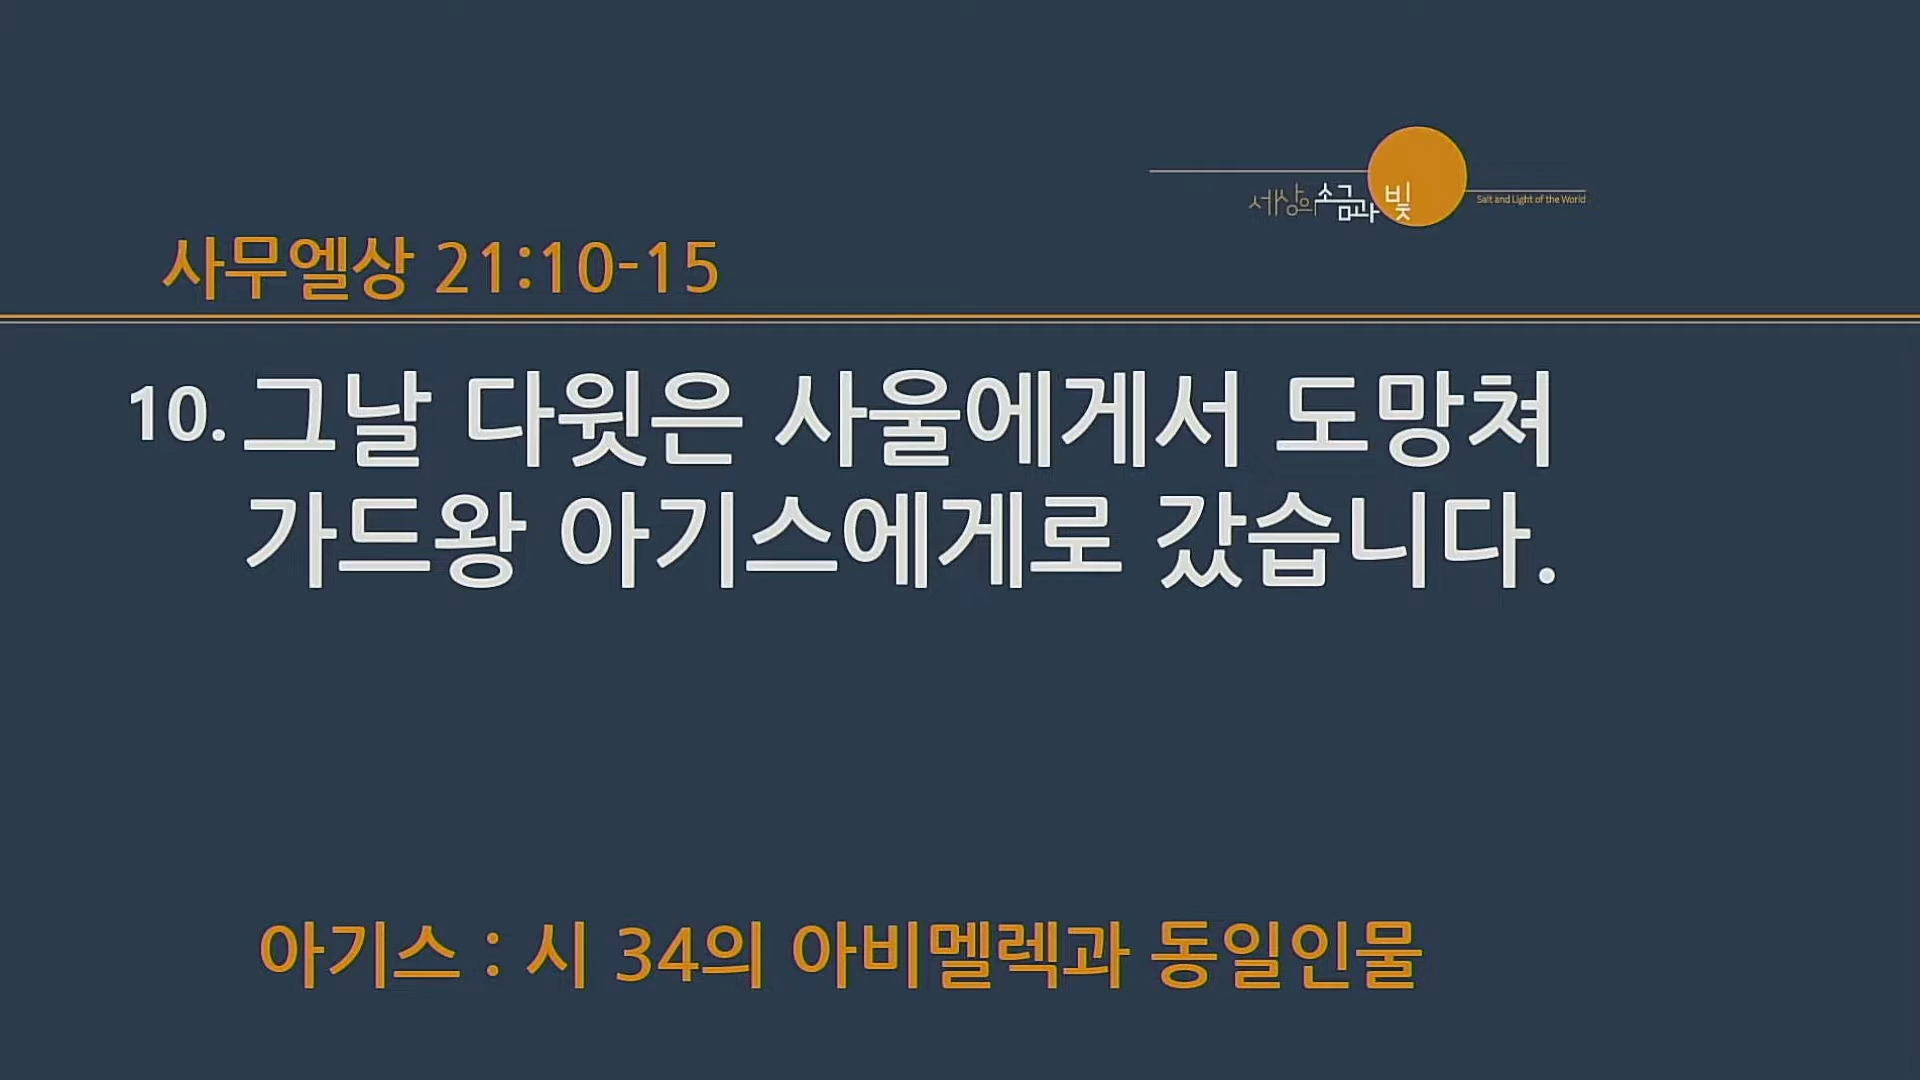 세상의 소금과 빛
Salt and Light of the World
사무엘상 21:10-15
10. 그날 다윗은 사울에게서 도망쳐
가드왕 아기스에게로 갔습니다.
아기스 : 시 34의 아비멜렉과 동일인물